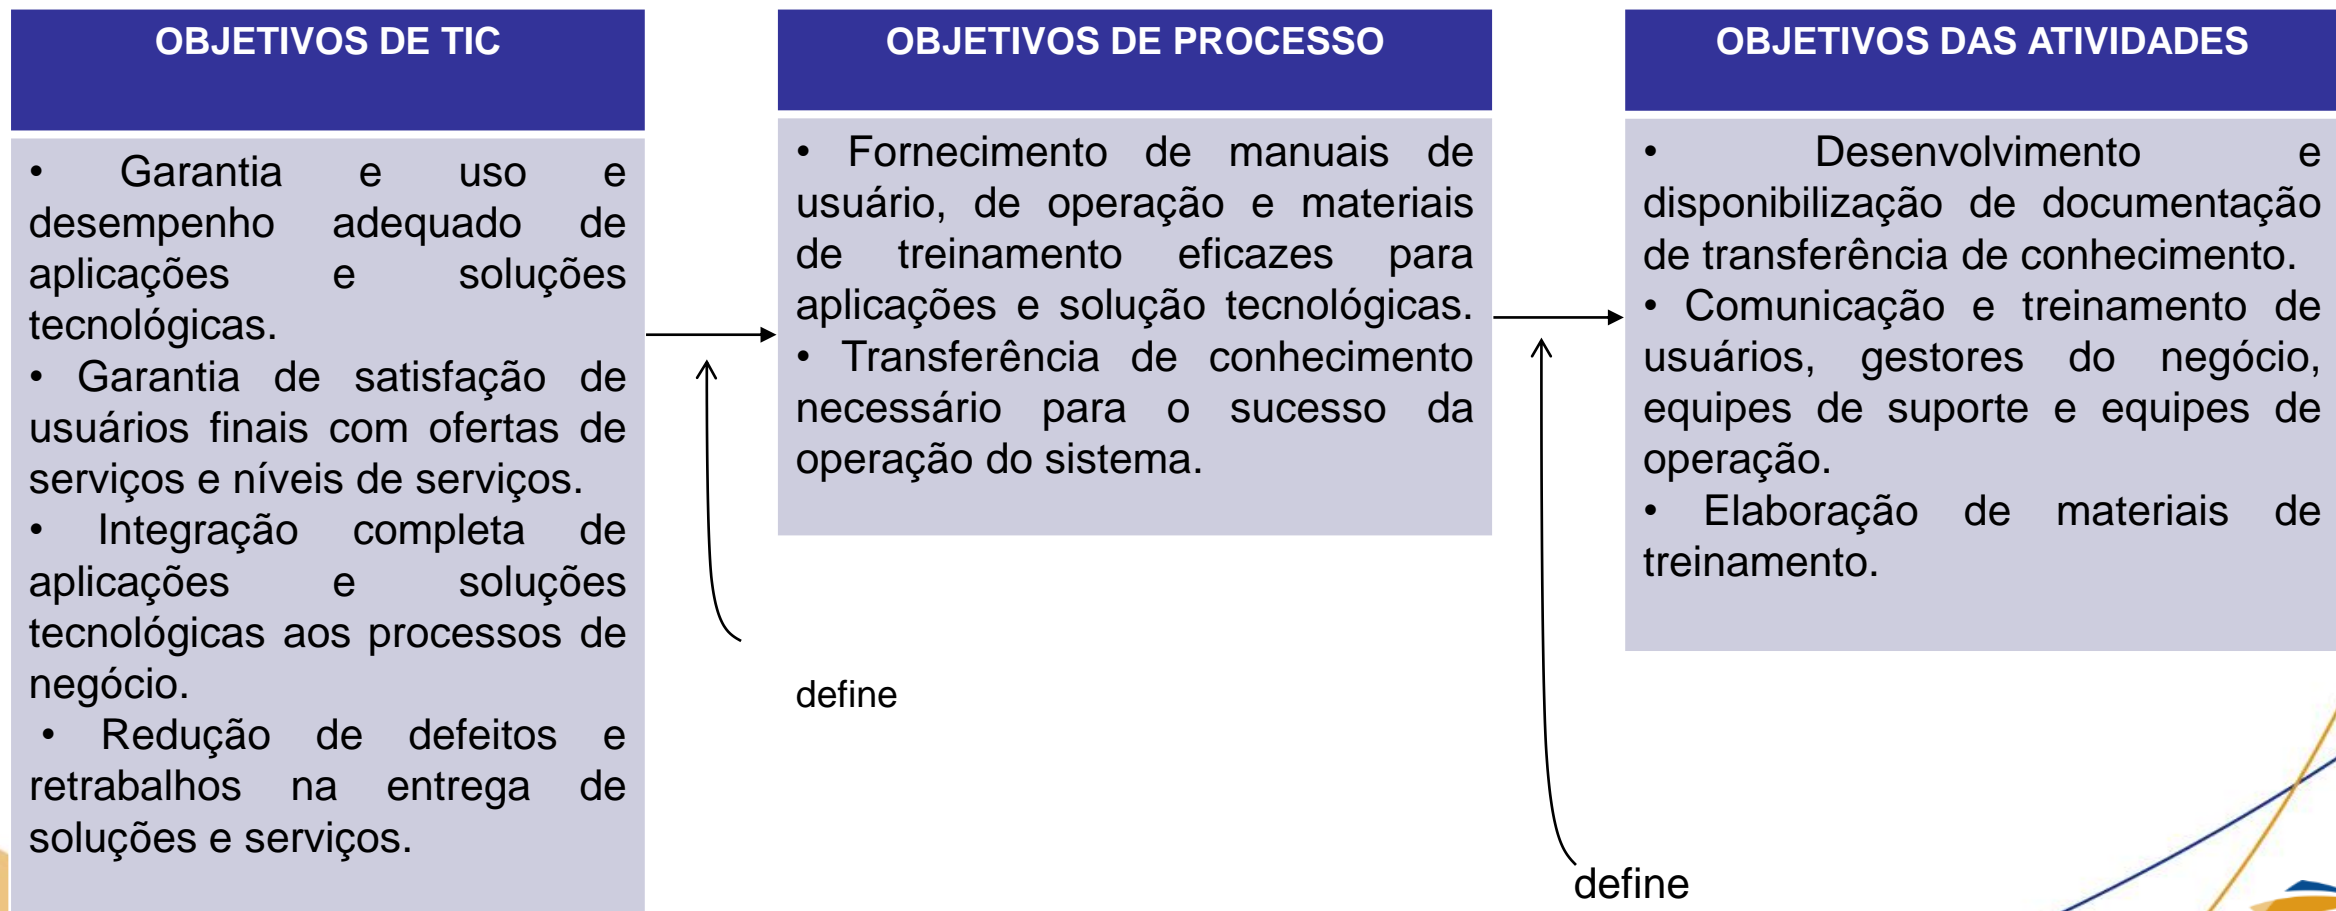 OBJETIVOS DE TIC
• Garantia e uso e
desempenho adequado de
aplicações e soluções
tecnológicas.
• Garantia de satisfação de
usuários finais com ofertas de
serviços e níveis de serviços.
• Integração completa de
aplicações e soluções
tecnológicas aos processos de
negócio.
• Redução de defeitos e
retrabalhos na entrega de
soluções e serviços.
define
OBJETIVOS DE PROCESSO
• Fornecimento de manuais de
usuário, de operação e materiais
de treinamento eficazes para
aplicações e solução tecnológicas.
• Transferência de conhecimento
necessário para o sucesso da
operação do sistema.
define
OBJETIVOS DAS ATIVIDADES
• Desenvolvimento e
disponibilização de documentação
de transferência de conhecimento.
• Comunicação e treinamento de
usuários, gestores do negócio,
equipes de suporte e equipes de
operação.
• Elaboração de materiais de
treinamento.